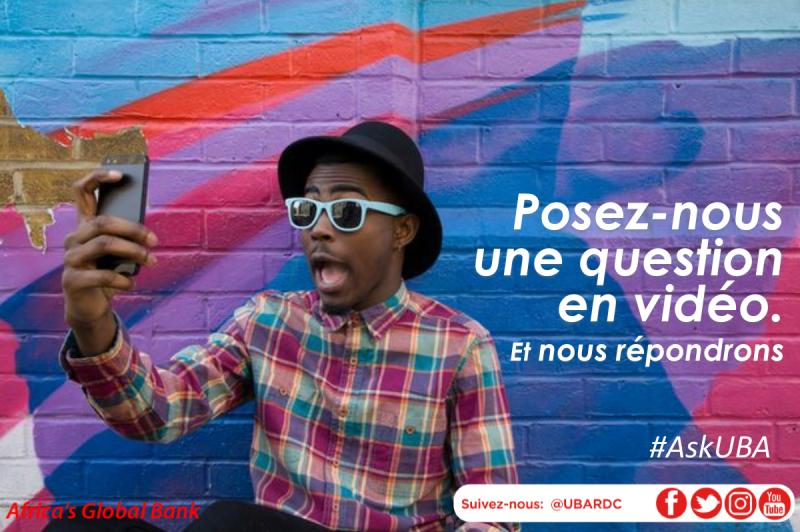 Posez-nous
une question
en vidéo.
Et nous répondrons
#AskUBA
Africa's Global Bank
Suivez-nous: @UBARDC
You
Tube